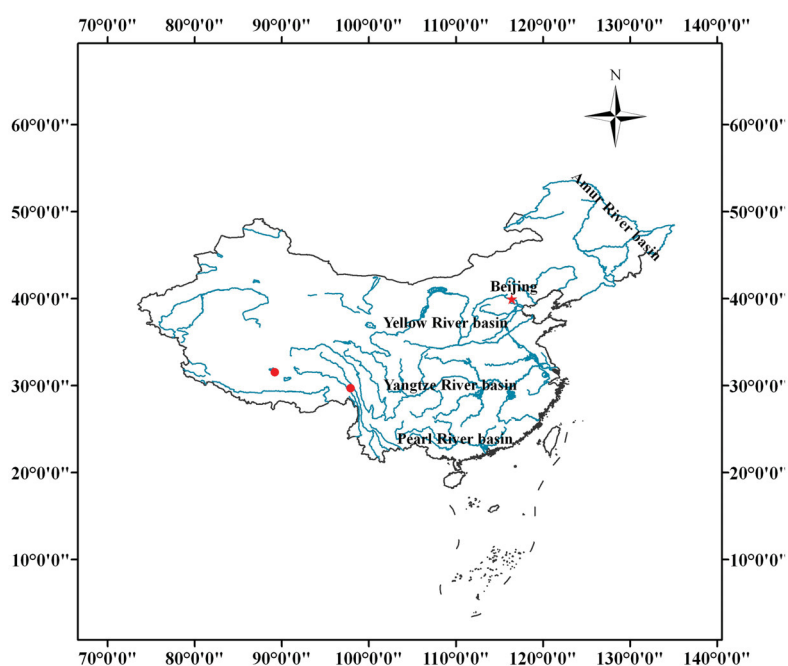 70°0'0" 80°0'0" 90°0'0" 100°0'0" 110°0'0" 120°0'0" 130°0'0" 140°0'0"
N
60°0'0" 60°0'0"
Amur River basin
50°0'0" 50°0'0"
Beijing
40°0'0" 40°0'0"
Yellow River basin
30°0'0" 30°0'0"
Yangtze River basin
Pearl River basin
20°0'0" 20°0'0"
10°0'0" 10°0'0"
70°0'0" 80°0'0" 90°0'0" 100°0'0" 110°0'0" 120°0'0" 130°0'0" 140°0'0"